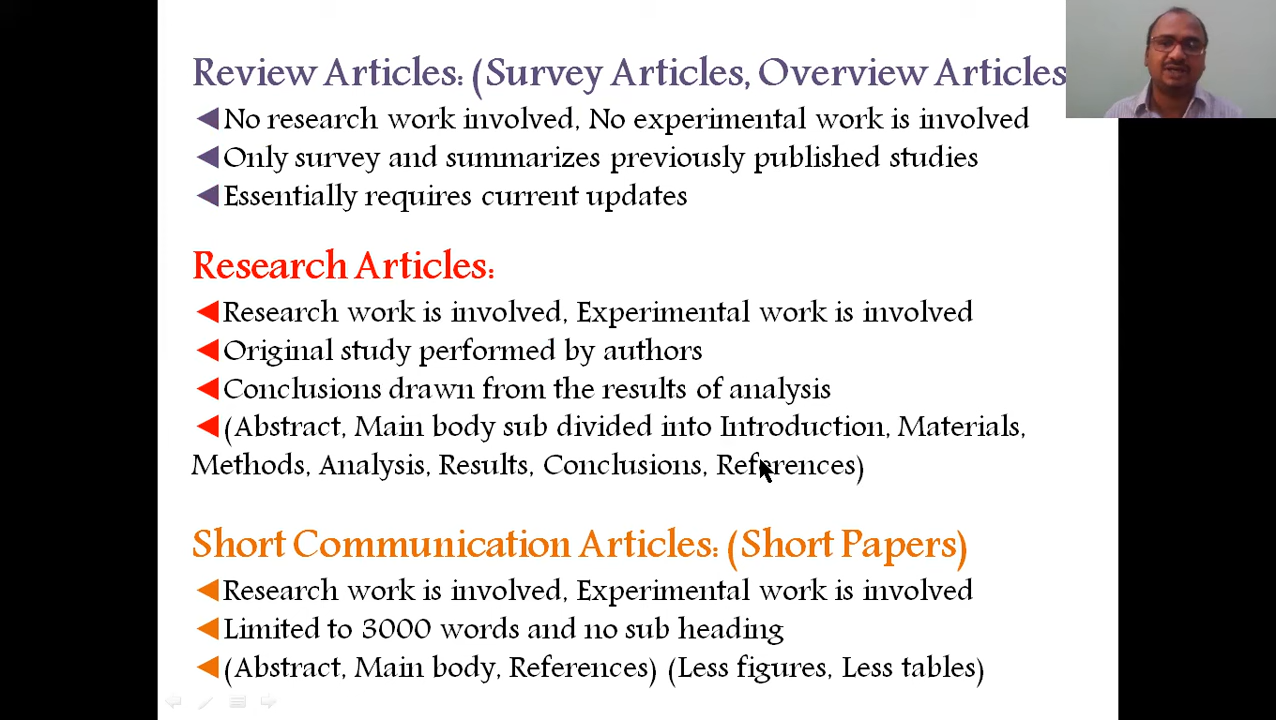 Review Articles: (Survey Articles, Overview Articles
No research work involved, No experimental work is involved
Only survey and summarizes previously published studies
Essentially requires current updates
Research Articles:
Research work is involved, Experimental work is involved
Original study performed by authors
Conclusions drawn from the results of analysis
(Abstract, Main body sub divided into Introduction, Materials,
Methods, Analysis, Results, Conclusions, References)
Short Communication Articles: (Short Papers)
Research work is involved, Experimental work is involved
Limited to 3000 words and no sub heading
(Abstract, Main body, References) (Less figures, Less tables)